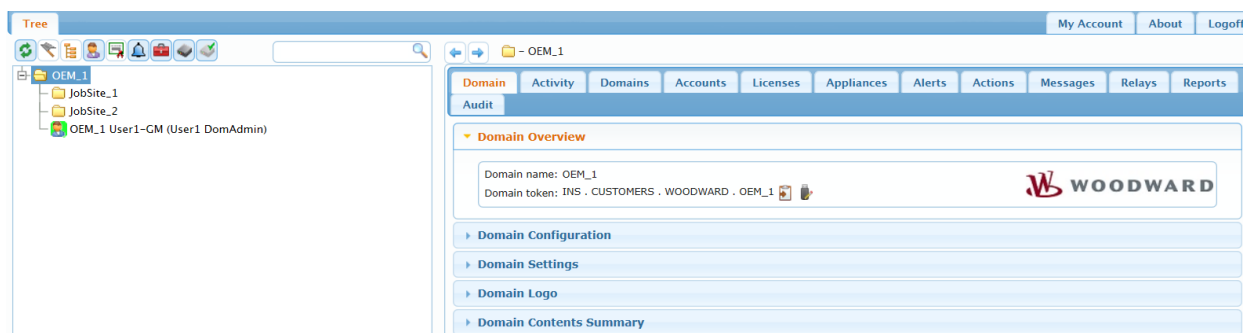 Tree
My Account About Logoff
OEM_1
JobSite_1
JobSite_2
OEM_1 User1-GM (User1 DomAdmin)
- OEM_1
Domain Activity Domains Accounts Licenses Appliances Alerts Actions Messages Relays Reports
Audit
Domain Overview
Domain name: OEM_1
Domain token: INS . CUSTOMERS . WOODWARD . OEM_1
WOODWARD
Domain Configuration
Domain Settings
Domain Logo
Domain Contents Summary